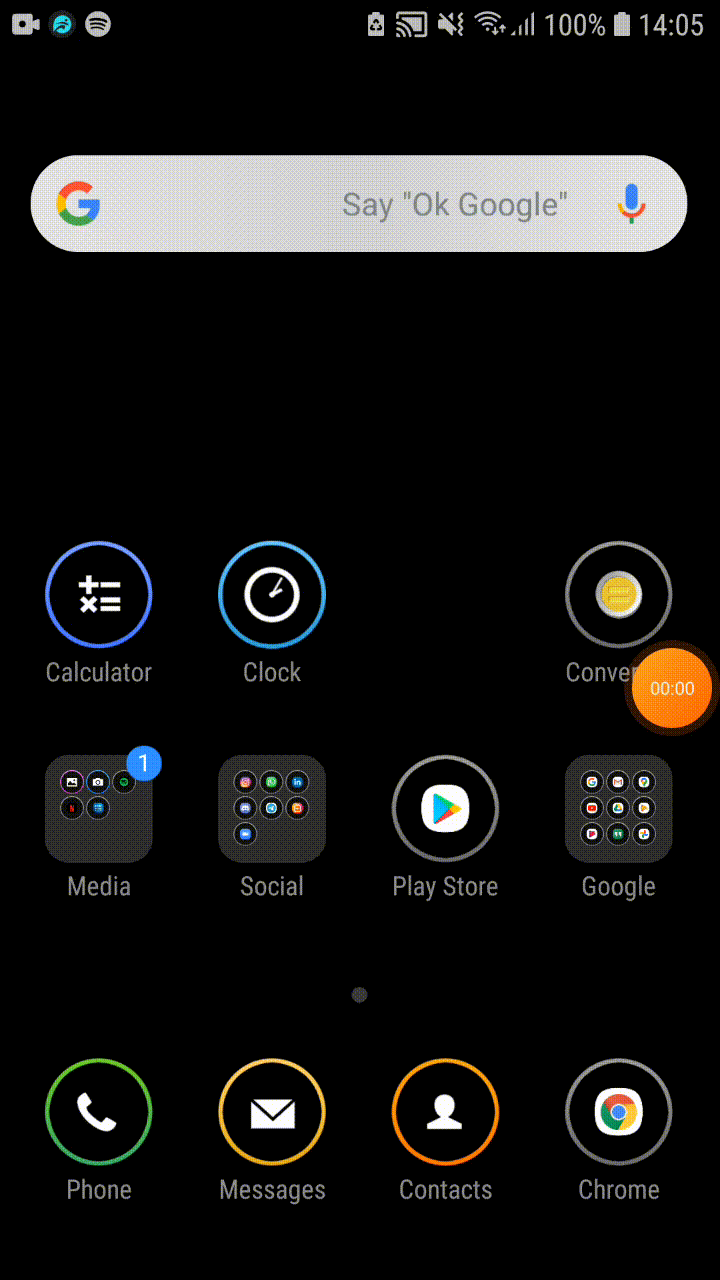 100% 14:05
Say "Ok Google"
Calculator Clock
00:00
1
Media Social Play Store Google
Phone Messages Contacts Chrome